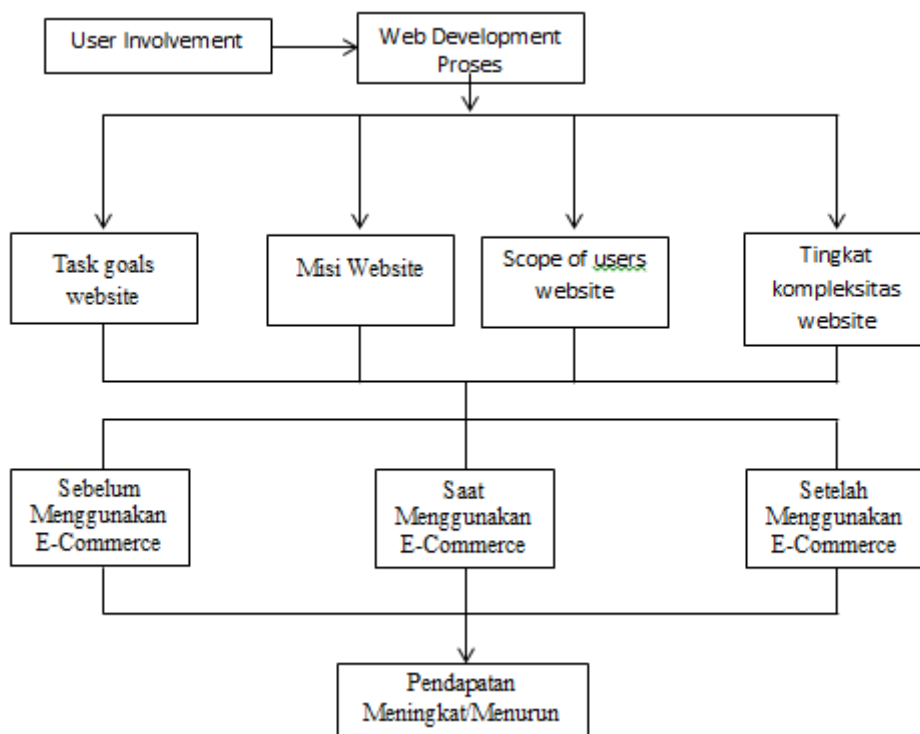 User Involvement
Web Development
Proses
Task goals
website
Misi Website
Scope of users
website
Tingkat
kompleksitas
website
Sebelum
Menggunakan
E-Commerce
Saat
Menggunakan
E-Commerce
Setelah
Menggunakan
E-Commerce
Pendapatan
Meningkat/Menurun